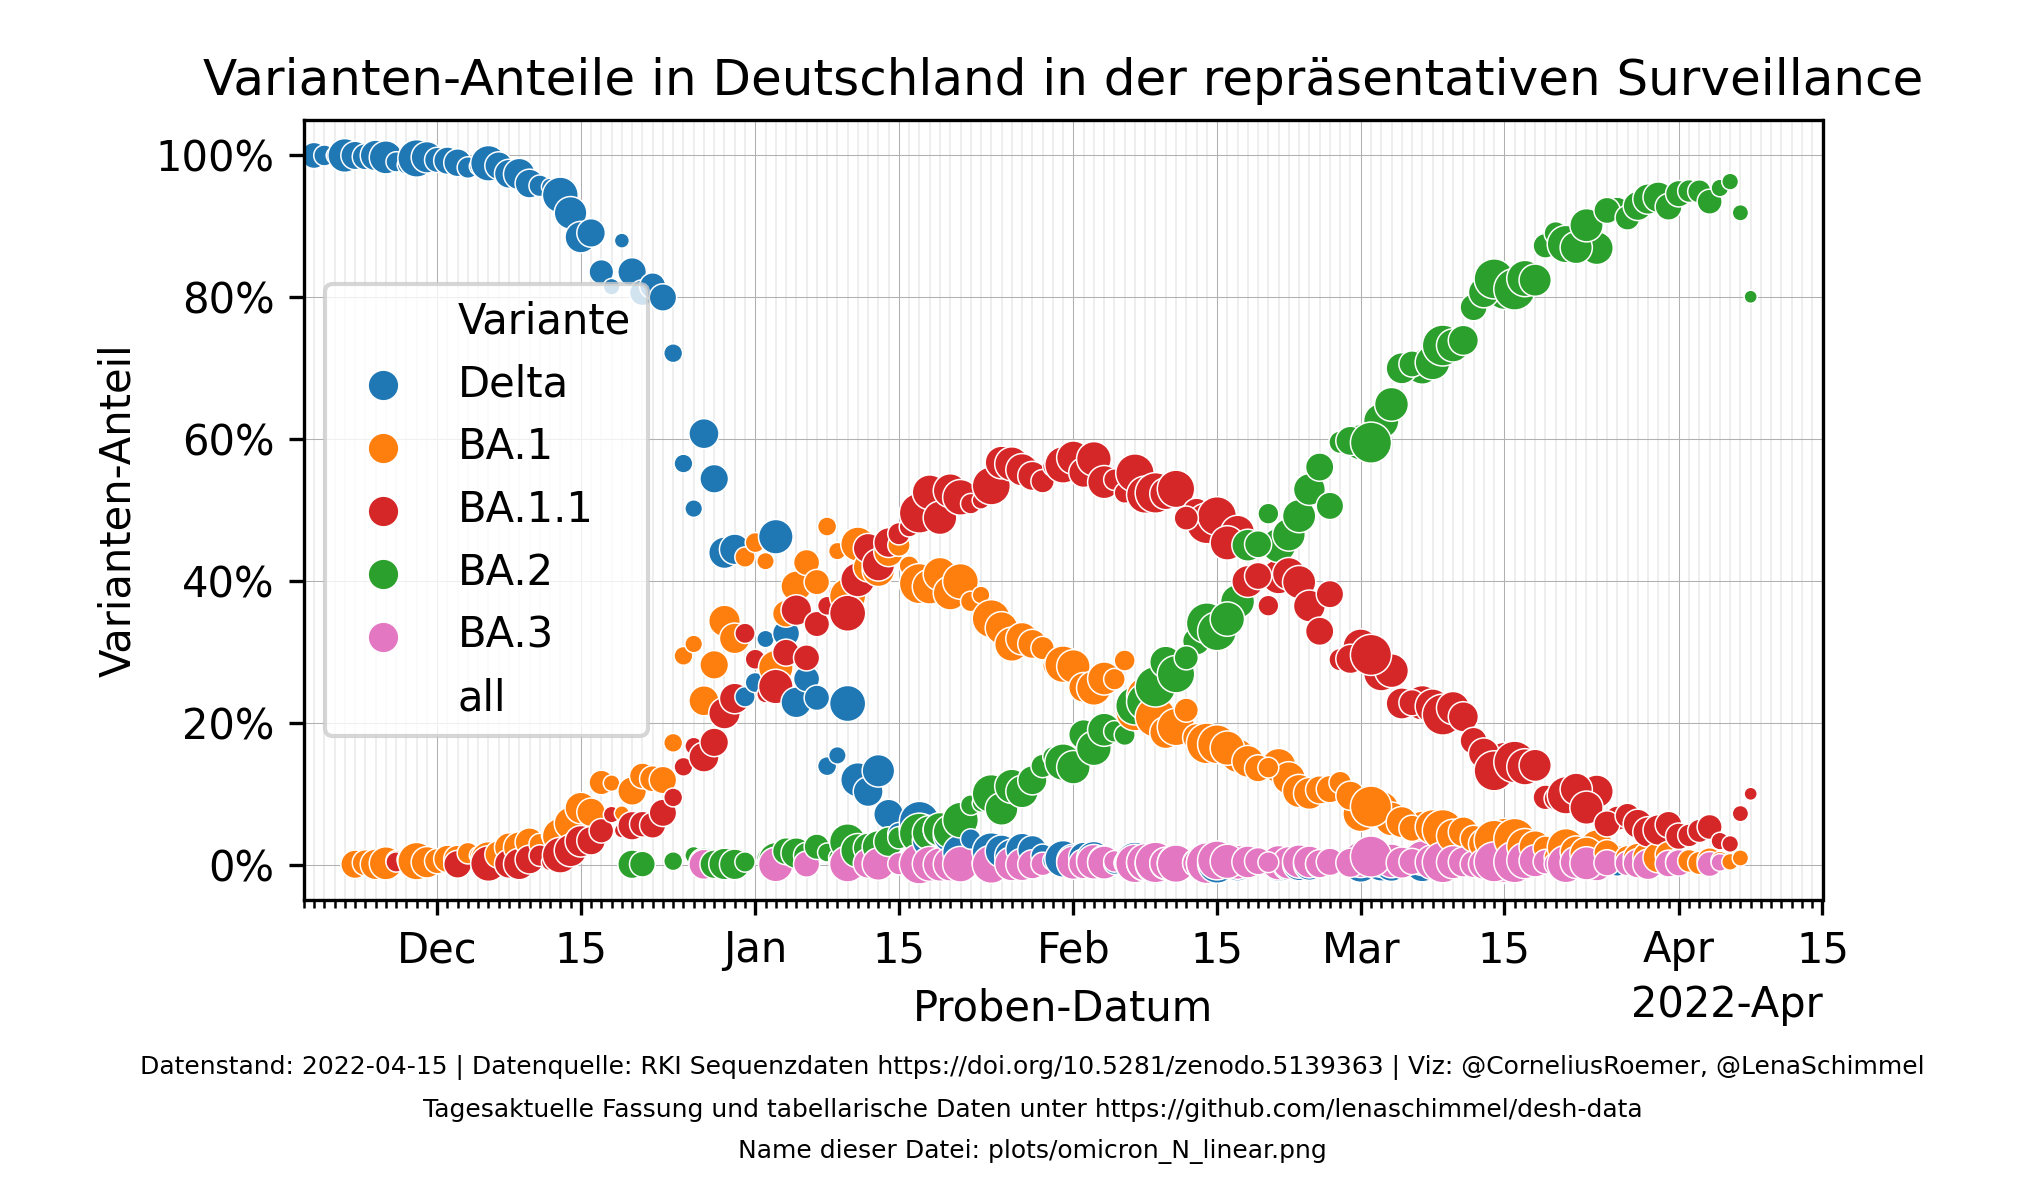 Varianten-Anteile in Deutschland in der repräsentativen Surveillance
100%
80%
60%
40%
20%
0%
Varianten-Anteil
Variante
Delta
BA.1
BA.1.1
BA.2
BA.3
all
Dec 15 Jan 15 Feb 15 Mar 15 Apr 15
Proben-Datum
2022-Apr
Datenstand: 2022-04-15 | Datenquelle: RKI Sequenzdaten https://doi.org/10.5281/zenodo.5139363 | Viz: @CorneliusRoemer, @LenaSchimmel
Tagesaktuelle Fassung und tabellarische Daten unter https://github.com/lenaschimmel/desh-data
Name dieser Datei: plots/omicron_N_linear.png